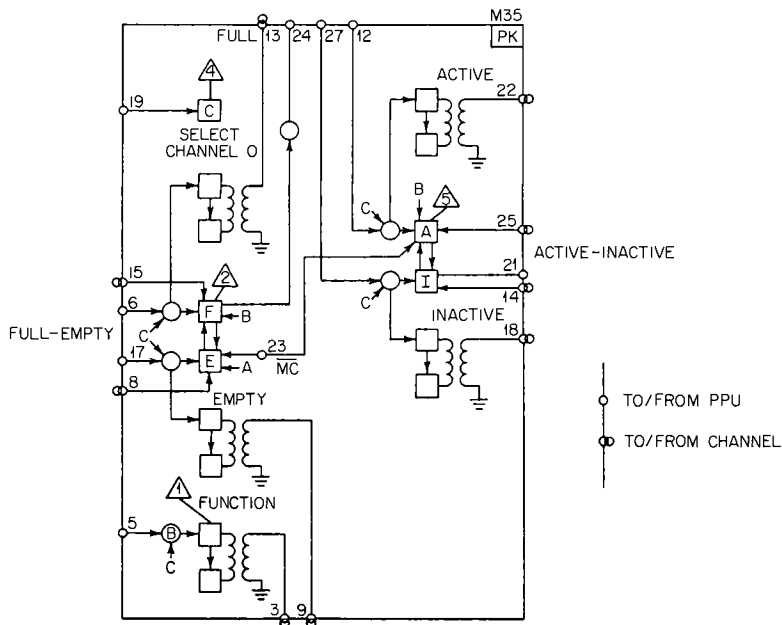 M35
PK
FULL 13 24 27 12
4
19
C
SELECT
CHANNEL O
ACTIVE
22
B
C
5
A
25
ACTIVE-INACTIVE
21
I
14
C
INACTIVE
18
15
2
6
F
B
C
FULL-EMPTY
17
23
E
MC
A
8
EMPTY
1
FUNCTION
5
B
C
3 9
TO/FROM PPU
TO/FROM CHANNEL